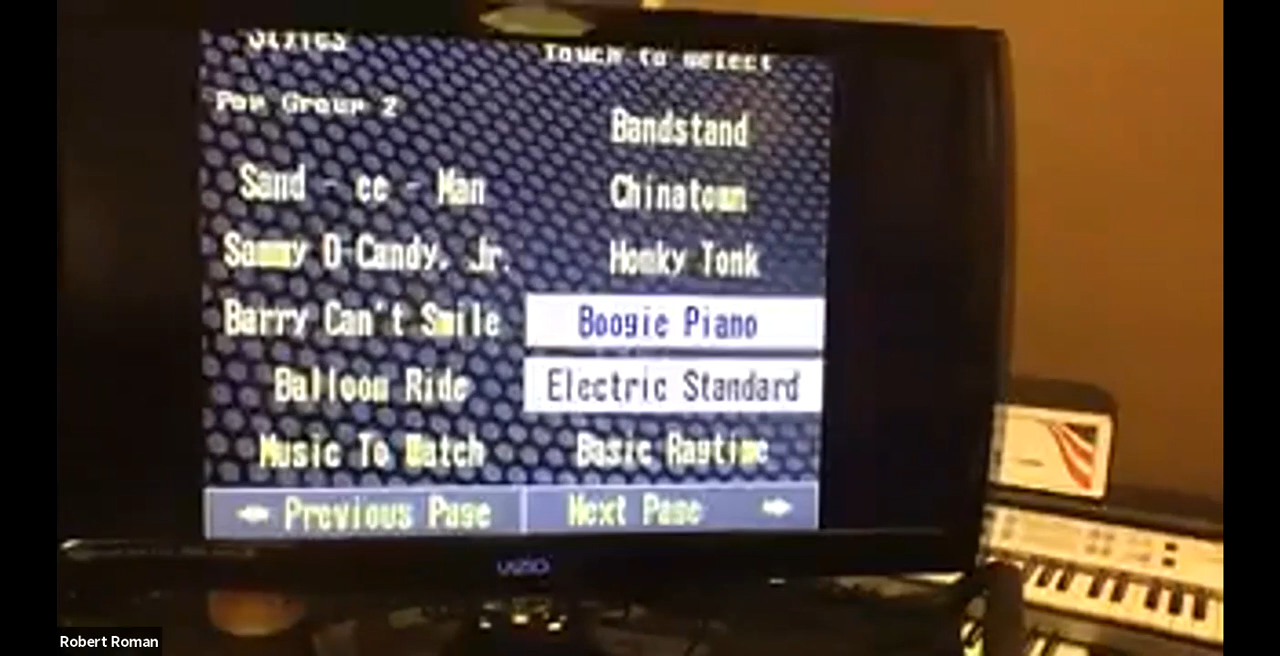 Styles
Touch to select
Pop Group 2
Bandstand
Sand - ee - Man
Chinatown
Sammy O Candy, Jr.
Honky Tonk
Barry Can't Smile
Boogie Piano
Balloon Ride
Electric Standard
Music To Watch
Basic Ragtime
Previous Page
Next Page
VIZIO
Robert Roman